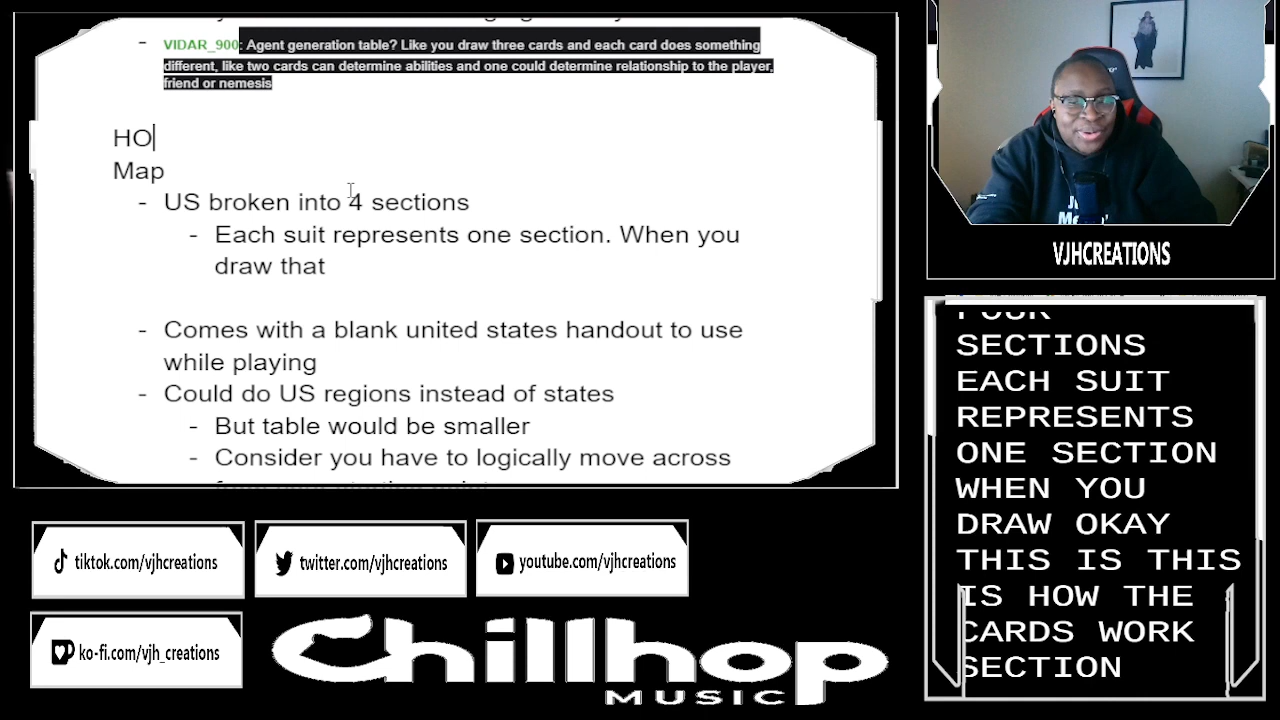 - VIDAR_900: Agent generation table? Like you draw three cards and each card does something
different, like two cards can determine abilities and one could determine relationship to the player,
friend or nemesis
HO
Map
- US broken into 4 sections
- Each suit represents one section. When you
draw that
- Comes with a blank united states handout to use
while playing
- Could do US regions instead of states
- But table would be smaller
- Consider you have to logically move across
VJHCREATIONS
FOUR
SECTIONS
EACH SUIT
REPRESENTS
ONE SECTION
WHEN YOU
DRAW OKAY
THIS IS THIS
IS HOW THE
CARDS WORK
SECTION
tiktok.com/vjhcreations
twitter.com/vjhcreations
youtube.com/vjhcreations
ko-fi.com/vjh_creations
Chillhop
MUSIC